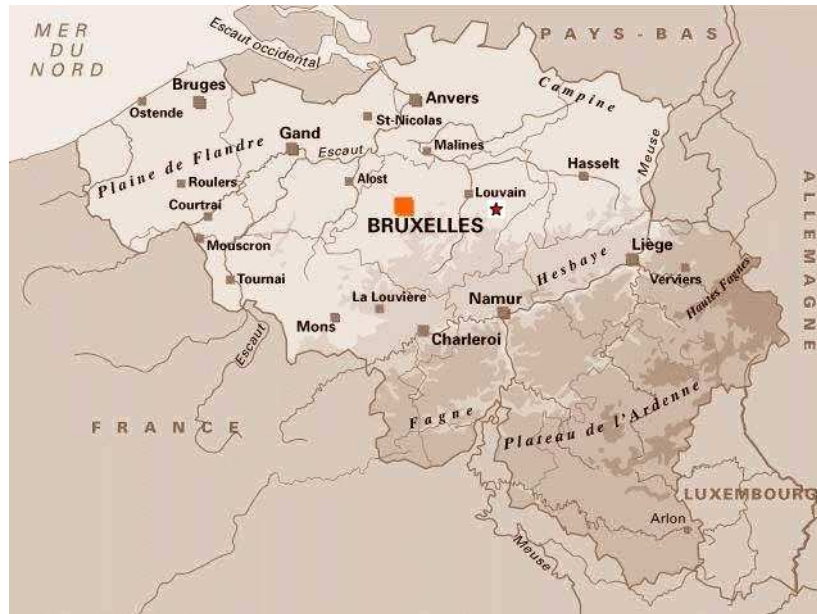 MER
DU
NORD
Escaut occidental
PAYS-BAS
Bruges
Ostende
Anvers
Campine
St-Nicolas
Gand
Escaut
Malines
Meuse
Plaine de Flandre
Hasselt
Roulers
Alost
Louvain
Courtrai
BRUXELLES
ALLEMAGNE
Mouscron
Liège
Hesbaye
Tournai
Verviers
Hautes Fagnes
La Louvière
Namur
Mons
Charleroi
Escaut
Fagne
Plateau de l'Ardenne
FRANCE
LUXEMBOURG
Arlon
Meuse